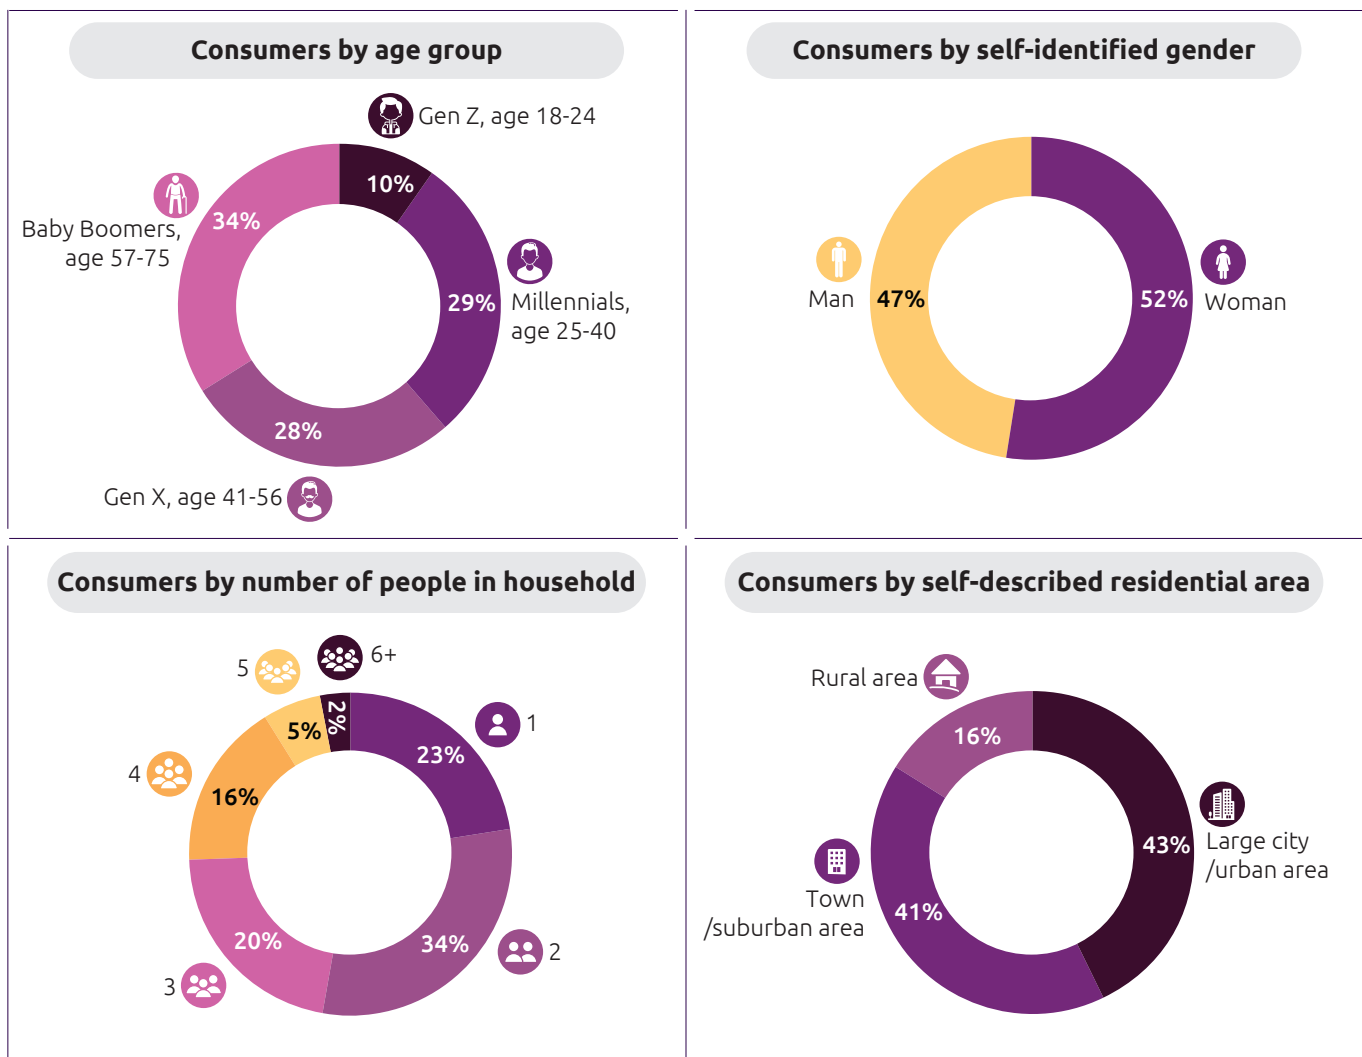 Consumers by age group
Gen Z, age 18-24
10%
34%
Baby Boomers,
age 57-75
29%
Millennials,
age 25-40
28%
Gen X, age 41-56
Consumers by self-identified gender
Man
47%
52%
Woman
Consumers by number of people in household
6+
5
2%
5%
1
23%
4
16%
34%
2
20%
3
Consumers by self-described residential area
Rural area
16%
43%
Large city
/urban area
Town
/suburban area
41%